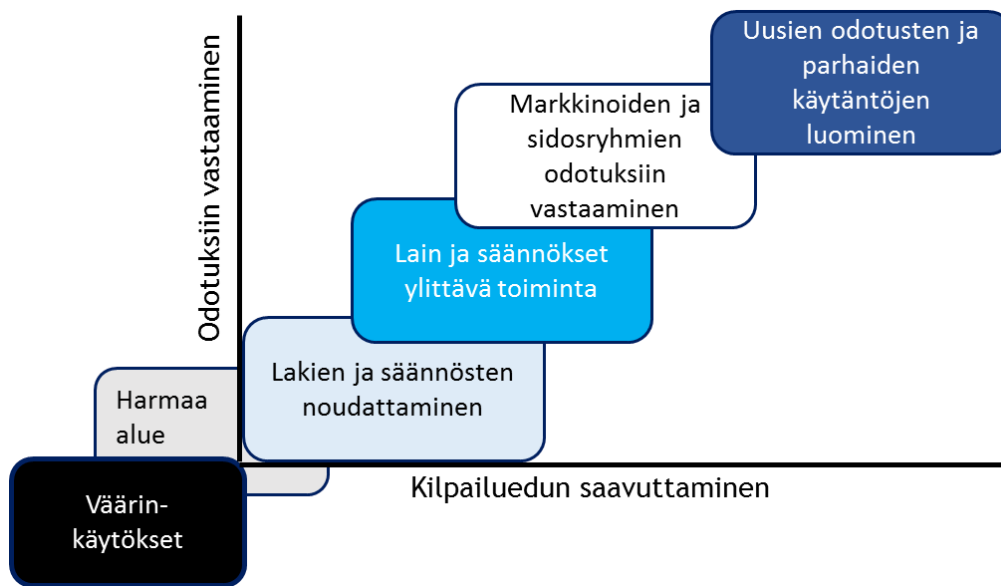 Odotuksiin vastaaminen
Uusien odotusten ja
parhaiden
käytäntöjen
luominen
Markkinoiden ja
sidosryhmien
odotuksiin
vastaaminen
Lain ja säännökset
ylittävä toiminta
Lakien ja säännösten
noudattaminen
Harmaa
alue
Väärin-
käytökset
Kilpailuedun saavuttaminen